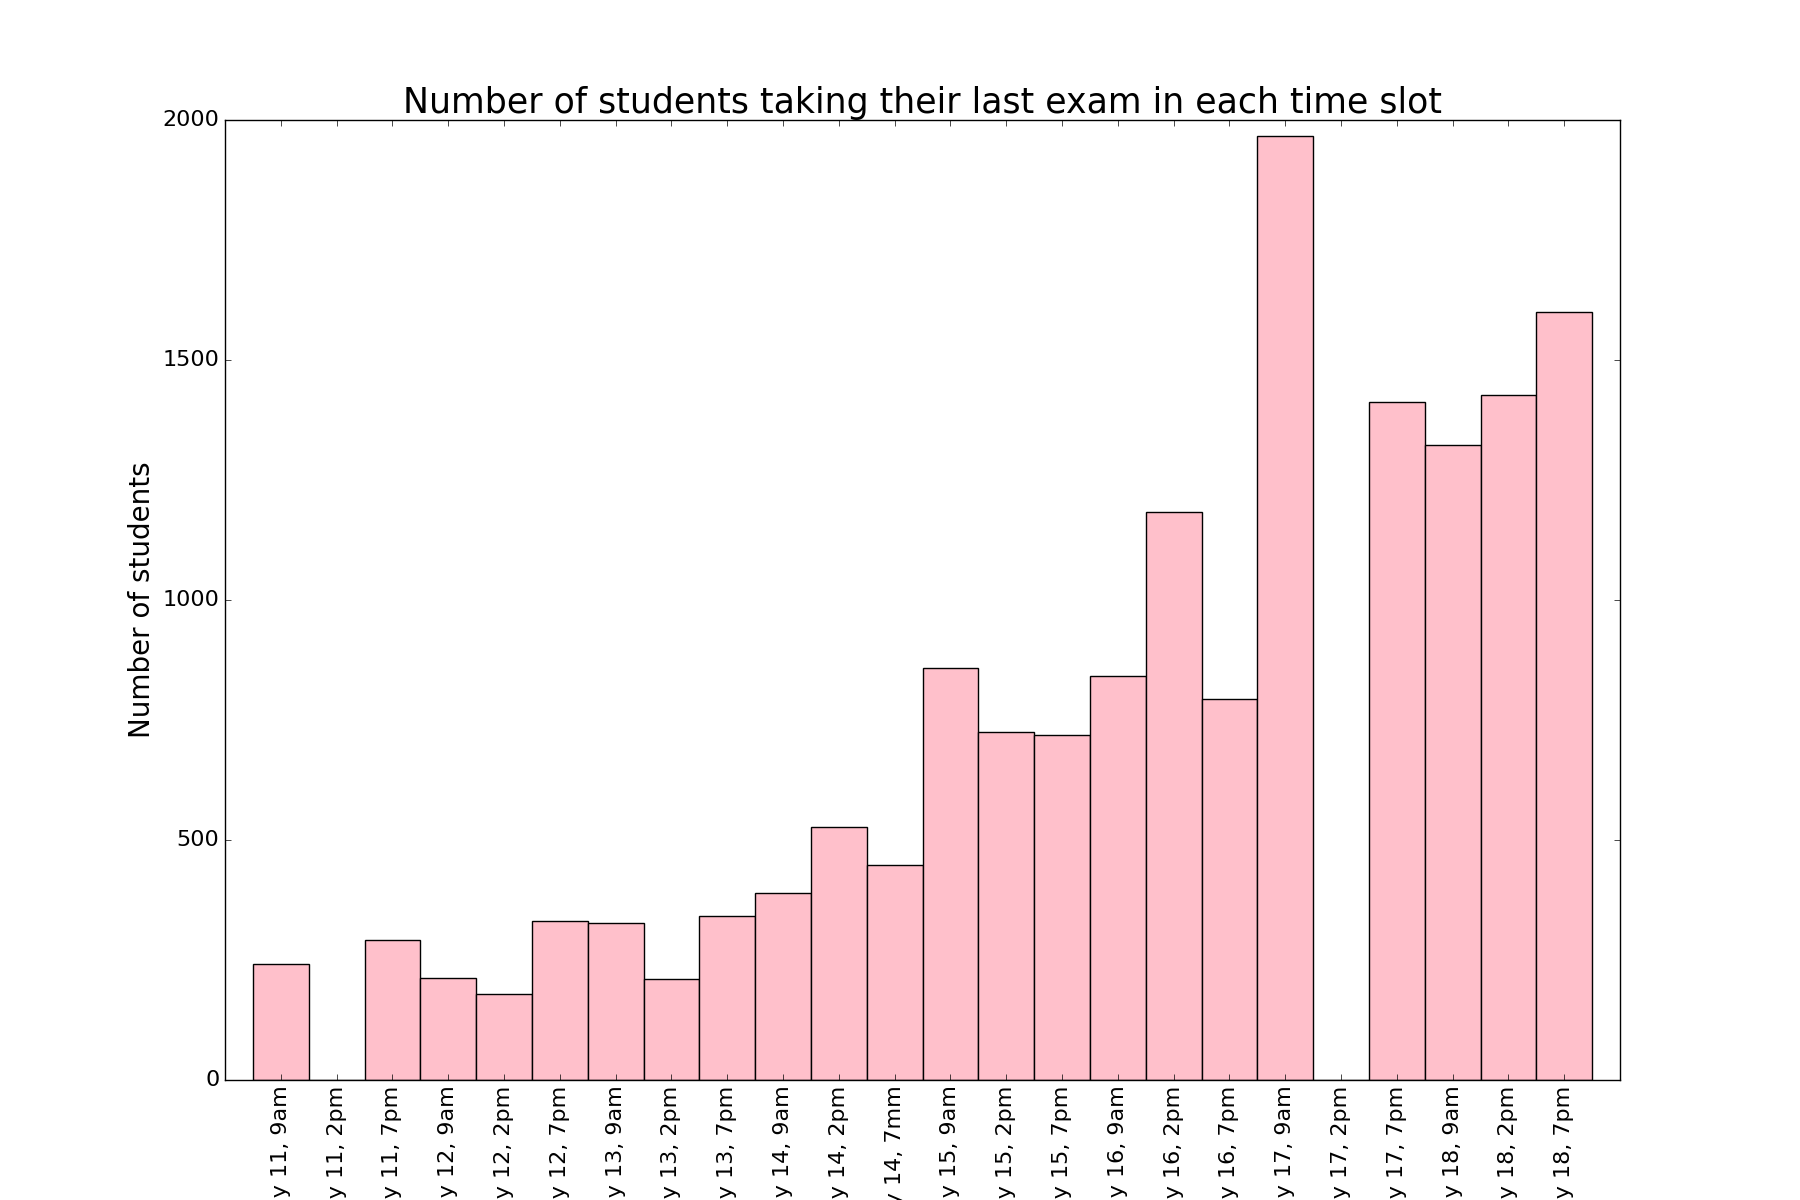 Number of students taking their last exam in each time slot
Number of students
2000
1500
1000
500
0
y 11, 9am
y 11, 2pm
y 11, 7pm
y 12, 9am
y 12, 2pm
y 12, 7pm
y 13, 9am
y 13, 2pm
y 13, 7pm
y 14, 9am
y 14, 2pm
y 14, 7mm
y 15, 9am
y 15, 2pm
y 15, 7pm
y 16, 9am
y 16, 2pm
y 16, 7pm
y 17, 9am
y 17, 2pm
y 17, 7pm
y 18, 9am
y 18, 2pm
y 18, 7pm